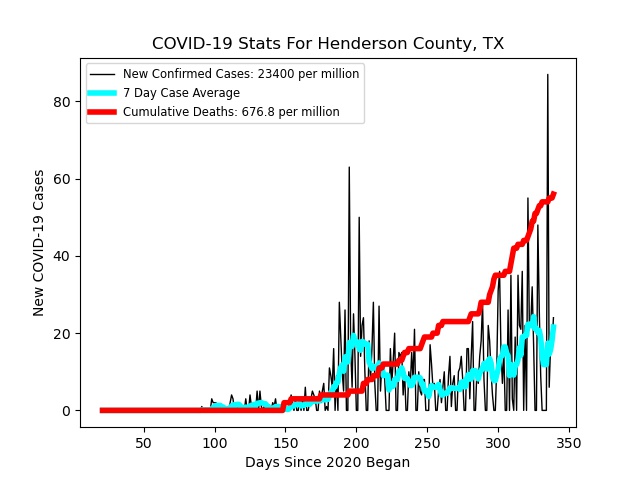 COVID-19 Stats For Henderson County, TX
New Confirmed Cases: 23400 per million
7 Day Case Average
Cumulative Deaths: 676.8 per million
New COVID-19 Cases
80
60
40
20
0
50 100 150 200 250 300 350
Days Since 2020 Began